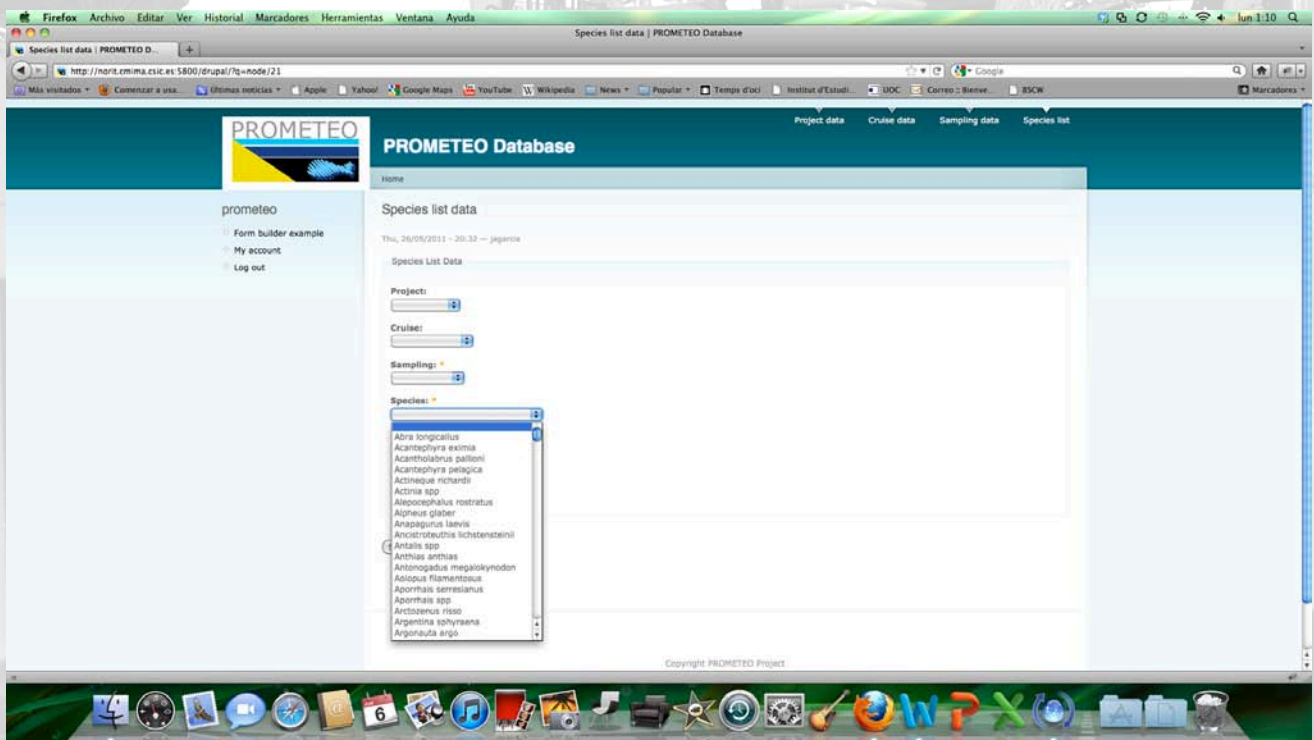 Firefox Archivo Editar Ver Historial Marcadores Herramientas Ventana Ayuda
lun 1:10
Species list data | PROMETEO Database
Species list data | PROMETEO D...
http://norit.cmima.csic.es:5800/drupal/?q=node/21
Google
Más visitados Comenzar a usa... Últimas noticias Apple Yahoo! Google Maps YouTube Wikipedia News Popular Temps d'oci Institut d'Estudi... UOC Correo :: Bienve... BSCW Marcadores
Project data Cruise data Sampling data Species list
PROMETEO
PROMETEO Database
Home
prometeo
Form builder example
My account
Log out
Species list data
Thu, 26/05/2011 - 20:32 — jagarcia
Species List Data
Project:
Cruise:
Sampling: *
Species: *
Abra longicallus
Acantephyra eximia
Acantholabrus palloni
Acantephyra pelagica
Actineque richardii
Actinia spp
Alepocephalus rostratus
Alpheus glaber
Anapagurus laevis
Ancistroteuthis lichstensteinii
Antalis spp
Anthias anthias
Antonogadus megalokynodon
Aolopus filamentosus
Aporrhais serresianus
Aporrhais spp
Arctozenus risso
Argentina sphyraena
Argonauta argo
Copyright PROMETEO Project
6